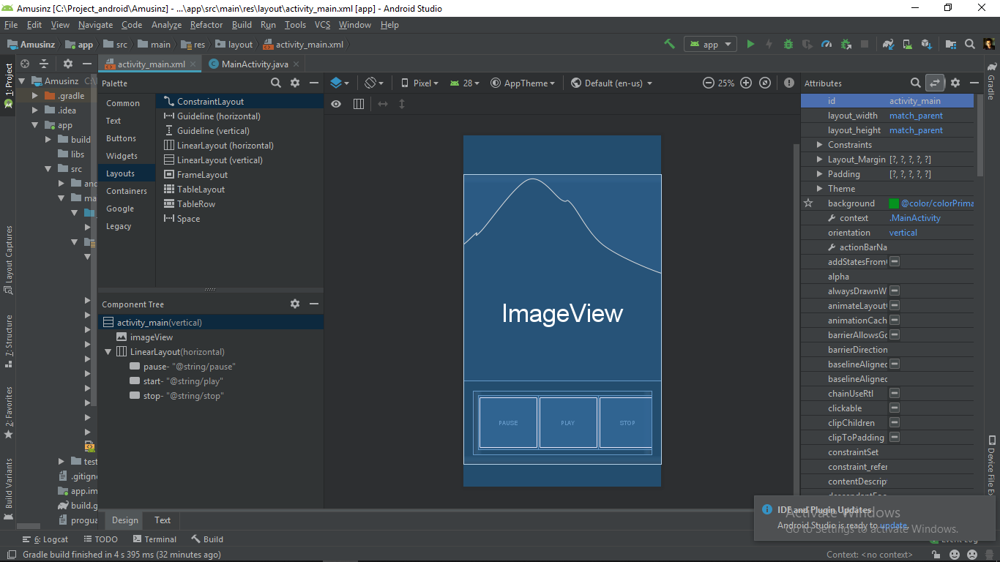 Amusinz [C:\Project_android\Amusinz] - ...\app\src\main\res\layout\activity_main.xml [app] - Android Studio
File Edit View Navigate Code Analyze Refactor Build Run Tools VCS Window Help
Amusinz app src main res layout activity_main.xml
app
1: Project
Layout Captures
7: Structure
2: Favorites
Build Variants
Amusinz C:\
.gradle
.idea
app
build
libs
src
and
ma
test
.gitign
app.im
build.g
progua
activity_main.xml
MainActivity.java
Palette
Common
Text
Buttons
Widgets
Layouts
Containers
Google
Legacy
ConstraintLayout
Guideline (horizontal)
Guideline (vertical)
LinearLayout (horizontal)
LinearLayout (vertical)
FrameLayout
TableLayout
TableRow
Space
Component Tree
activity_main(vertical)
imageView
LinearLayout(horizontal)
pause- "@string/pause"
start- "@string/play"
stop- "@string/stop"
Pixel 28 AppTheme Default (en-us) 25%
ImageView
PAUSE PLAY STOP
Attributes
id activity_main
layout_width match_parent
layout_height match_parent
Constraints
Layout_Margin [?, ?, ?, ?, ?]
Padding [?, ?, ?, ?, ?]
Theme
background @color/colorPrima
context .MainActivity
orientation vertical
actionBarNa
addStatesFrom
alpha
alwaysDrawnW
animateLayout
animationCach
barrierAllowsGo
barrierDirection
baselineAligned
baselineAligned
chainUseRtl
clickable
clipChildren
clipToPadding
constraintSet
constraint_refer
contentDescript
Gradle
Device File Ex
IDE and Plugin Updates
Android Studio is ready to update.
Activate Windows
Go to Settings to activate Windows.
Design Text
6: Logcat TODO Terminal Build Event Log
Gradle build finished in 4 s 395 ms (32 minutes ago)
Context: <no context>